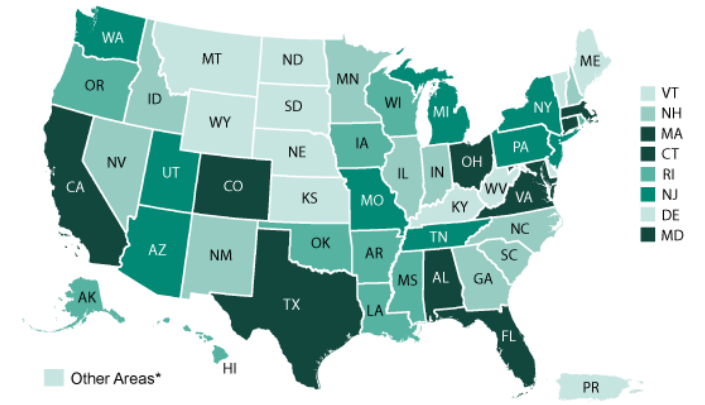 WA
MT
ND
MN
ME
OR
ID
SD
WI
MI
NY
WY
IA
NE
PA
NV
UT
CO
IL
IN
OH
CA
KS
MO
WV
VA
KY
AZ
NM
OK
AR
TN
NC
SC
MS
AL
GA
TX
LA
FL
AK
HI
PR
VT
NH
MA
CT
RI
NJ
DE
MD
Other Areas*